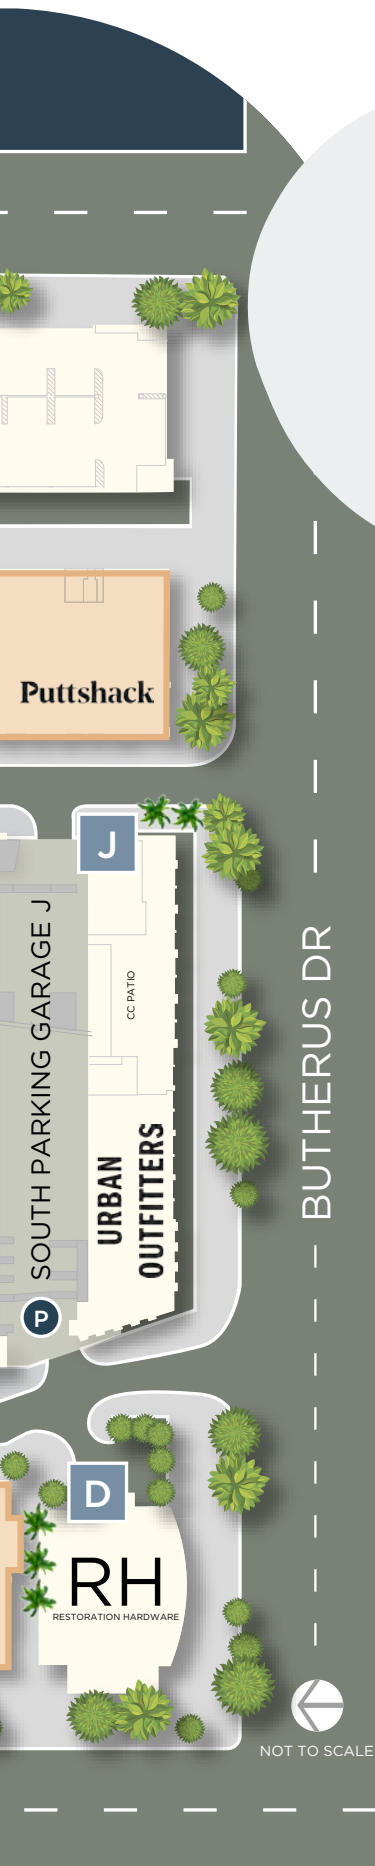 Puttshack
J
SOUTH PARKING GARAGE J
CC PATIO
BUTHERUS DR
URBAN
OUTFITTERS
P
D
RH
RESTORATION HARDWARE
NOT TO SCALE